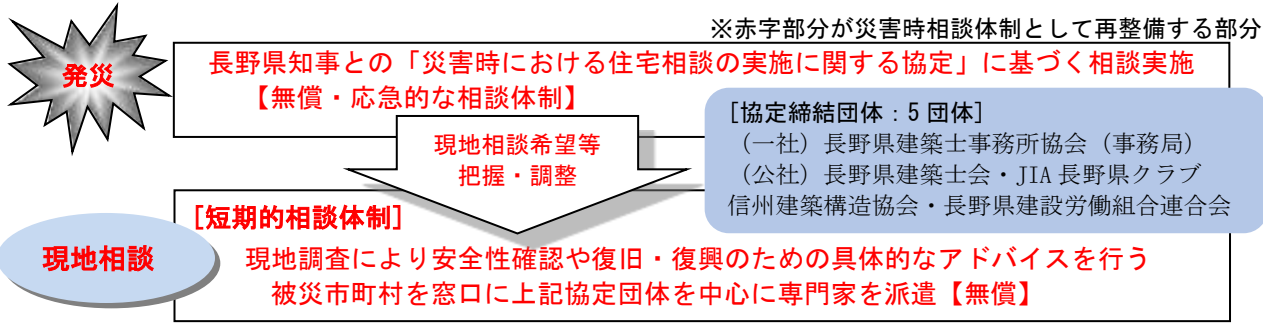 ※赤字部分が災害時相談体制として再整備する部分
発災
長野県知事との「災害時における住宅相談の実施に関する協定」に基づく相談実施
【無償・応急的な相談体制】
[協定締結団体：5 団体]
（一社）長野県建築士事務所協会（事務局）
（公社）長野県建築士会・JIA 長野県クラブ
信州建築構造協会・長野県建設労働組合連合会
現地相談希望等
把握・調整
[短期的相談体制]
現地相談
現地調査により安全性確認や復旧・復興のための具体的なアドバイスを行う
被災市町村を窓口に上記協定団体を中心に専門家を派遣【無償】